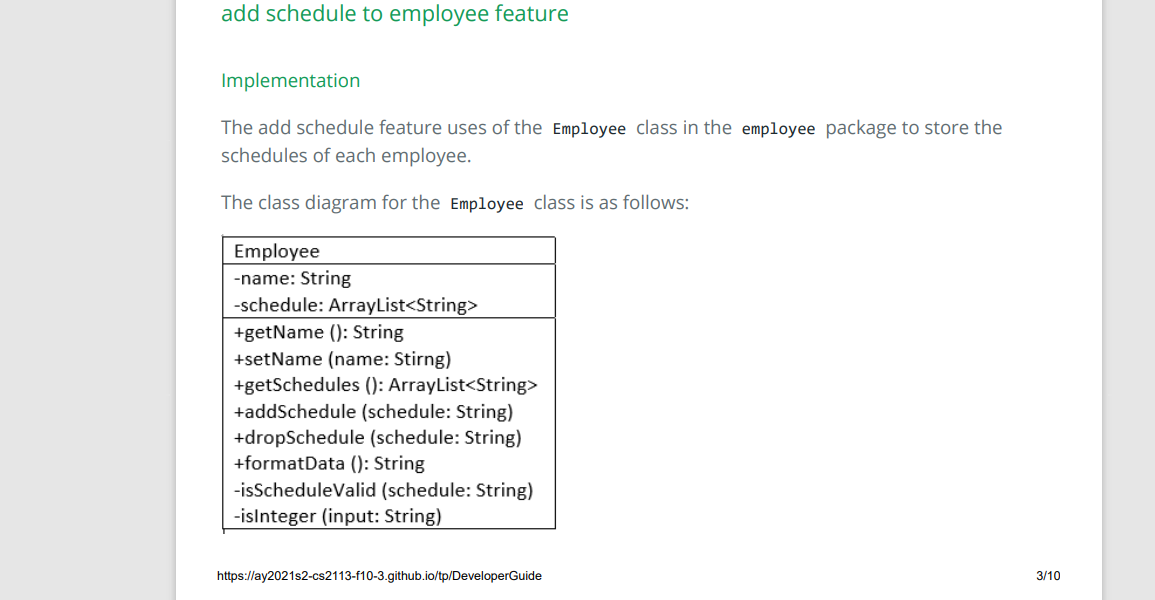 add schedule to employee feature
Implementation
The add schedule feature uses of the Employee class in the employee package to store the
schedules of each employee.
The class diagram for the Employee class is as follows:
Employee
-name: String
-schedule: ArrayList<String>
+getName (): String
+setName (name: Stirng)
+getSchedules (): ArrayList<String>
+addSchedule (schedule: String)
+dropSchedule (schedule: String)
+formatData (): String
-isScheduleValid (schedule: String)
-isInteger (input: String)
https://ay2021s2-cs2113-f10-3.github.io/tp/DeveloperGuide 3/10